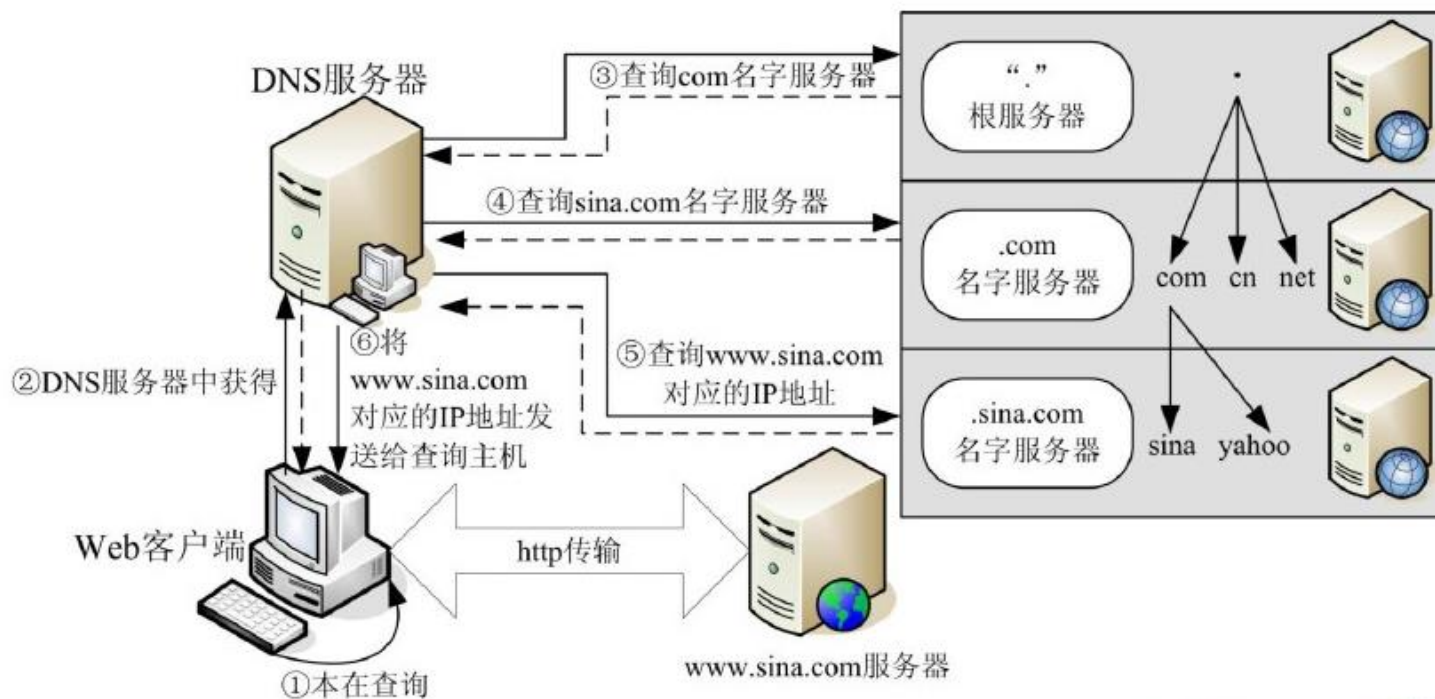 DNS服务器
③查询com名字服务器
“.”
根服务器
.
④查询sina.com名字服务器
.com
名字服务器
com cn net
②DNS服务器中获得
⑥将
www.sina.com
对应的IP地址发
送给查询主机
⑤查询www.sina.com
对应的IP地址
.sina.com
名字服务器
sina yahoo
Web客户端
http传输
www.sina.com服务器
①本在查询